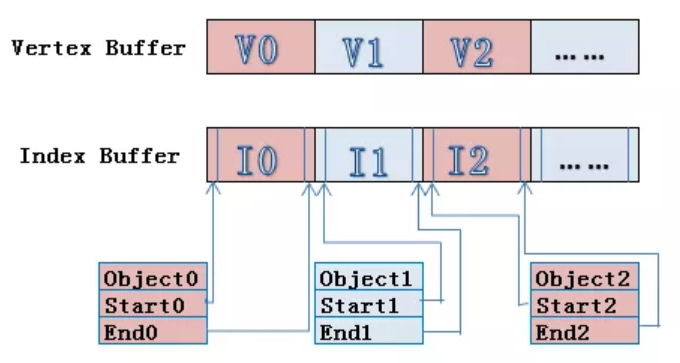 Vertex Buffer V0 V1 V2 ... ...
Index Buffer I0 I1 I2 ... ...
Object0
Start0
End0
Object1
Start1
End1
Object2
Start2
End2